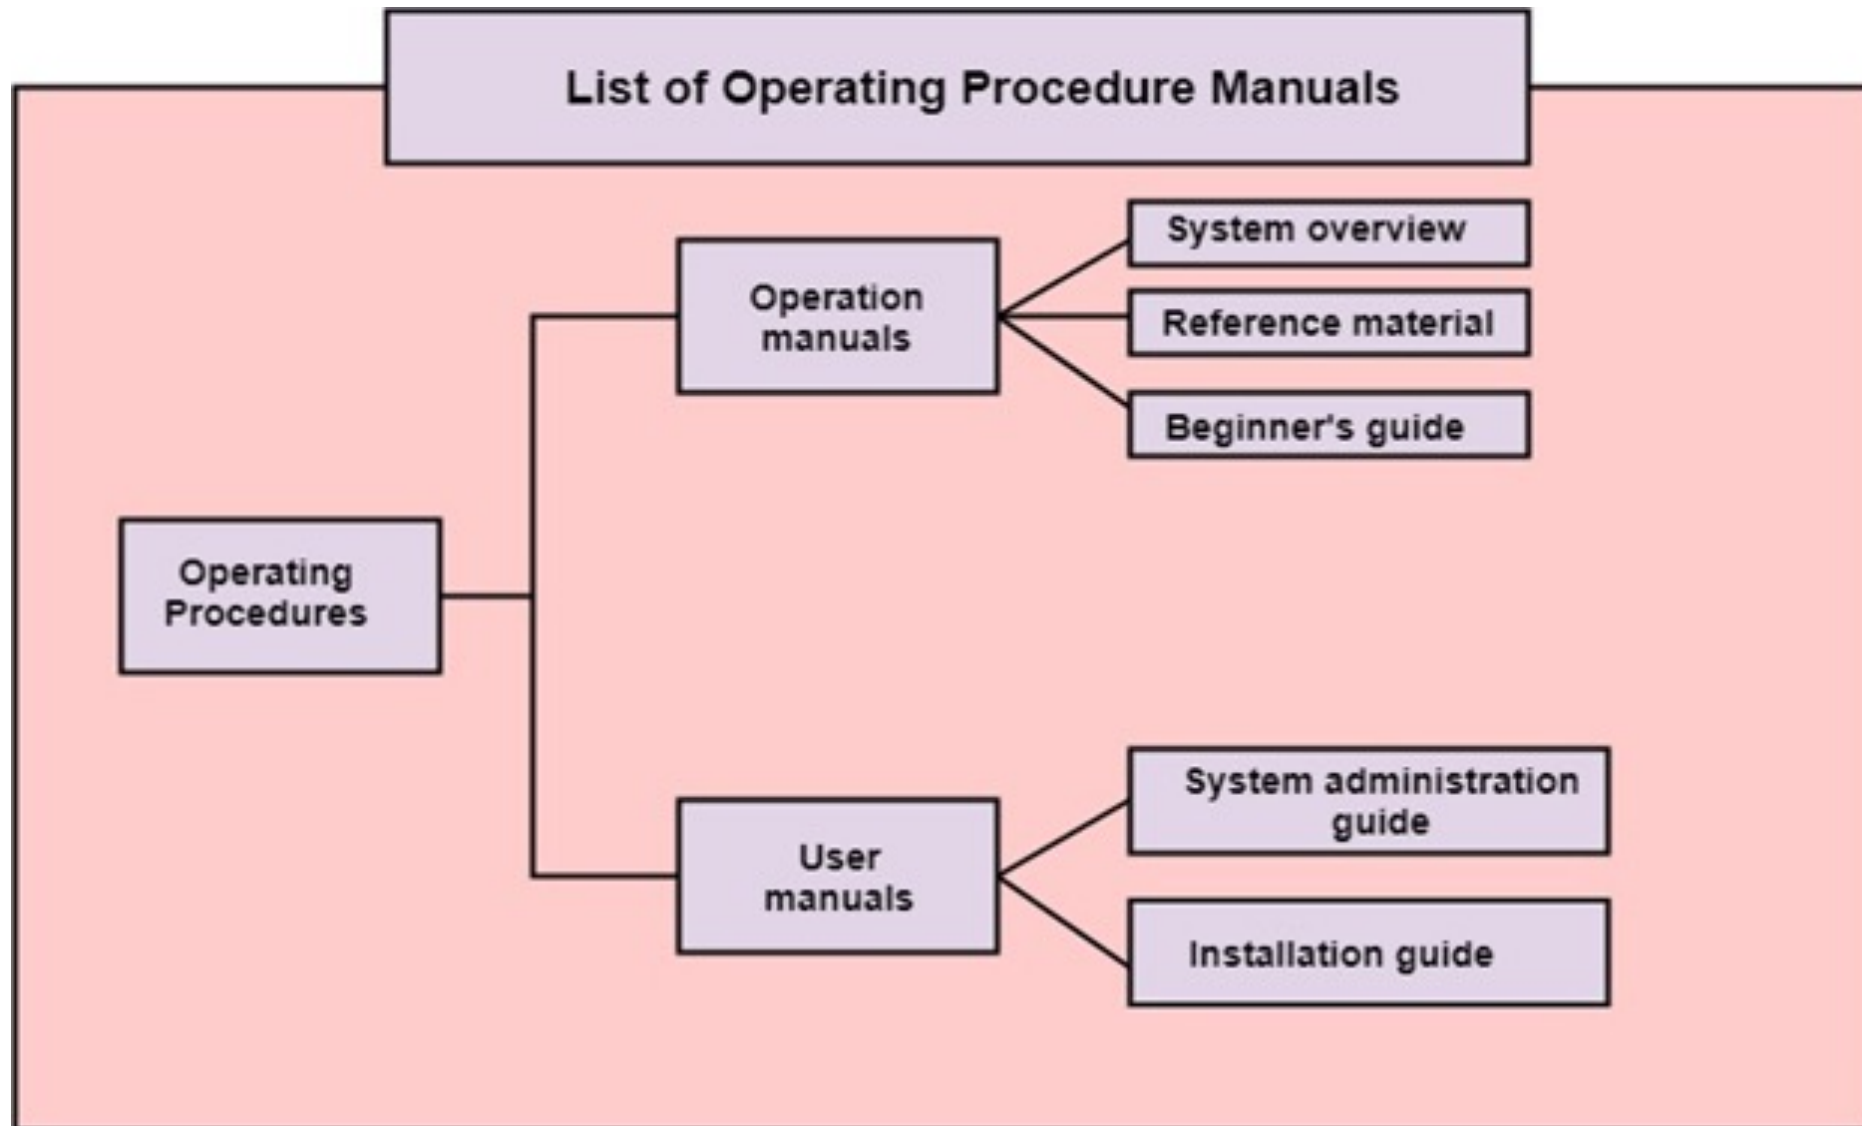 List of Operating Procedure Manuals
System overview
Operation
manuals
Reference material
Beginner's guide
Operating
Procedures
System administration
guide
User
manuals
Installation guide